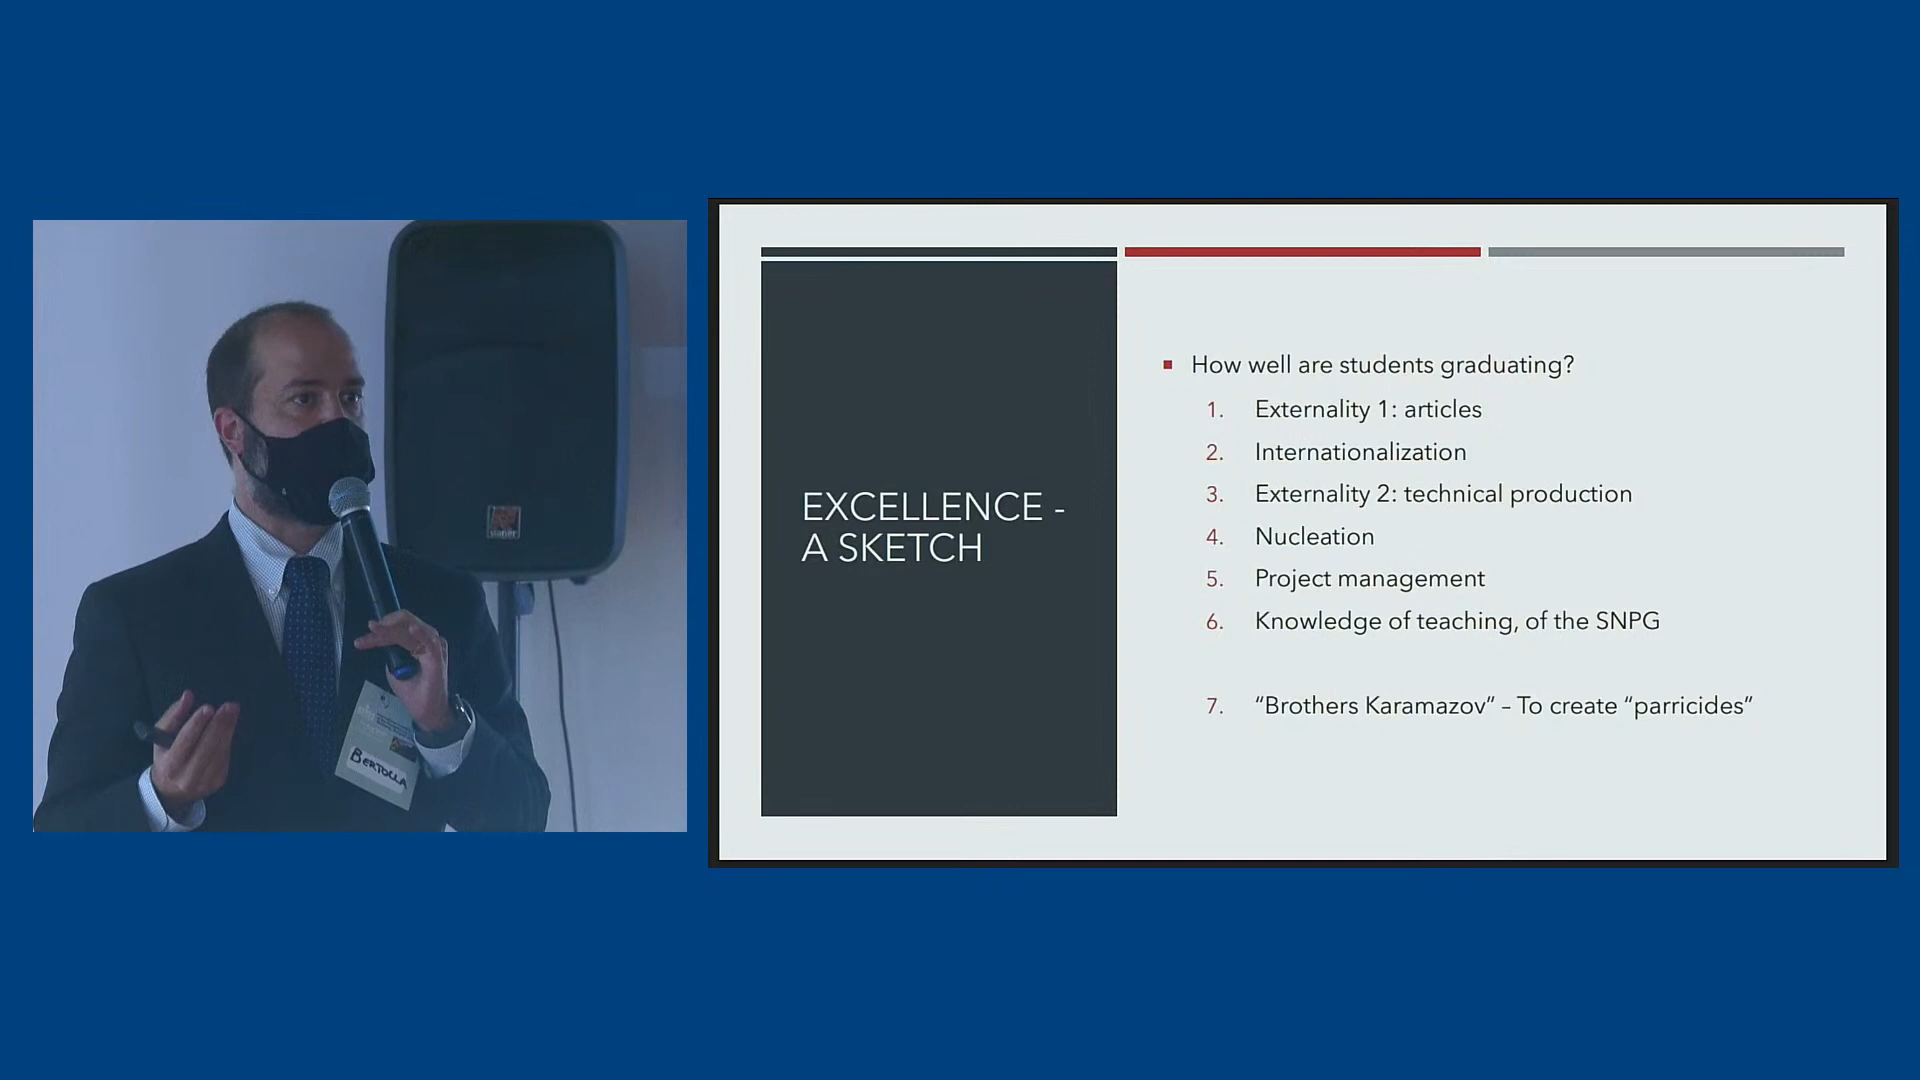 BERTOLLA
EXCELLENCE -
A SKETCH
▪ How well are students graduating?
1. Externality 1: articles
2. Internationalization
3. Externality 2: technical production
4. Nucleation
5. Project management
6. Knowledge of teaching, of the SNPG
7. “Brothers Karamazov” – To create “parricides”